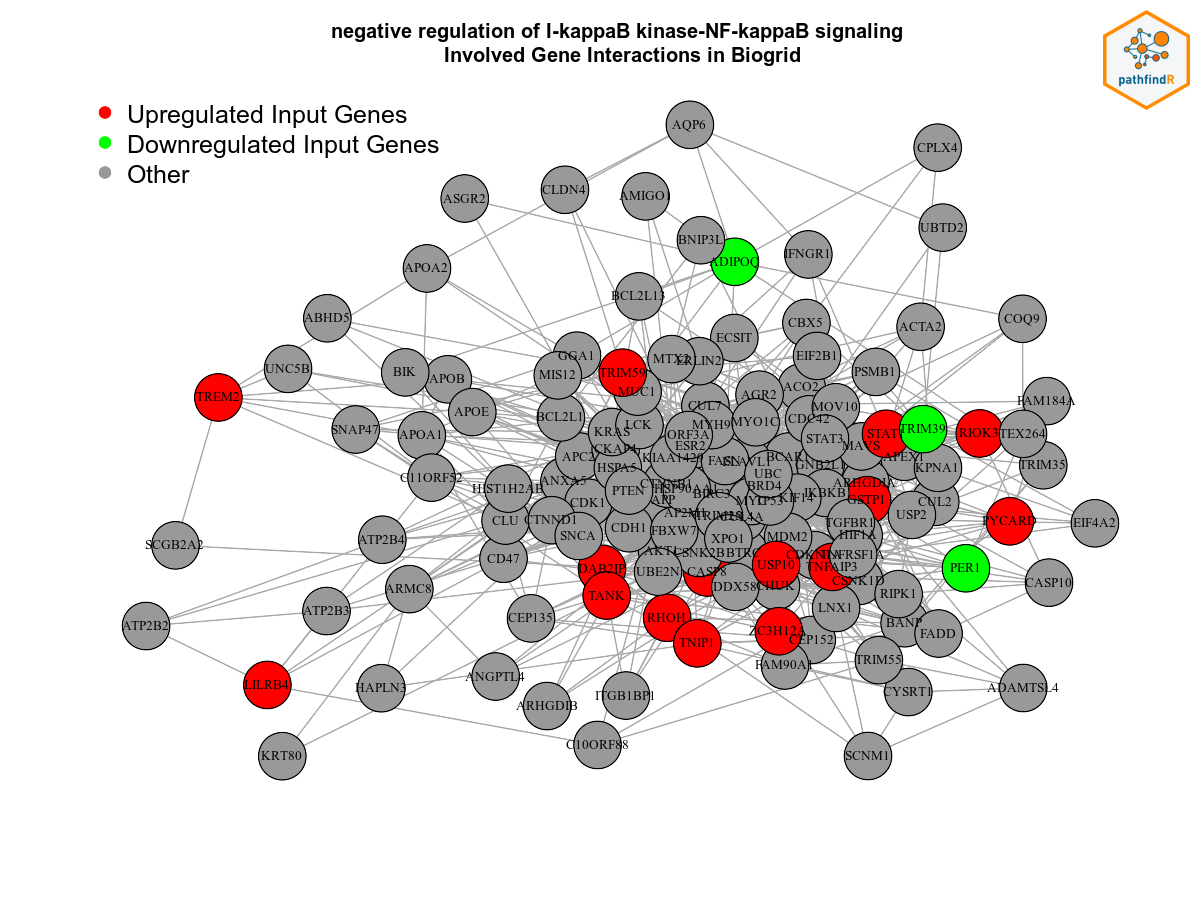 negative regulation of I-kappaB kinase-NF-kappaB signaling
Involved Gene Interactions in Biogrid
pathfindR
Upregulated Input Genes
Downregulated Input Genes
Other
AQP6
CPLX4
CLDN4
AMIGO1
ASGR2
UBTD2
BNIP3L
IFNGR1
ADIPOQ
APOA2
BCL2L13
ABHD5
CBX5
ACTA2
COQ9
ECSIT
GGA1
MTX2
ERLIN2
EIF2B1
UNC5B
BIK
APOB
MIS12
TRIM59
PSMB1
MUC1
AGR2
ACO2
TREM2
FAM184A
CUL7
MOV10
APOE
BCL2L1
CDC42
MYO1C
MYH9
SNAP47
APOA1
KRAS
LCK
ORF3A
STAT3
TRIM39
RIOK3
TEX264
ESR2
MAVS
CKAP4
APC2
KIAA1429
FASN
BCAR1
GNB2L1
APEX1
TRIM35
HSPA5
ELAVL1
KPNA1
C11ORF52
ANXA5
UBC
HIST1H2AB
PTEN
CTNNB1
BRD4
ARHGDIA
HSP90AA1
BIRC3
KIF14
IKBKB
GSTP1
CUL2
CDK1
APP
MYC
TP53
USP2
CLU
CTNND1
CDH1
AP2M1
TGFBR1
PYCARD
EIF4A2
SNCA
FBXW7
XPO1
MDM2
HIF1A
SCGB2A2
ATP2B4
AKT1
BTRC
CD47
DAB2IP
UBE2N
CASP8
USP10
PER1
CSNK1D
CASP10
ARMC8
TANK
DDX58
CHUK
RIPK1
ATP2B3
LNX1
ATP2B2
CEP135
RHOH
TNIP1
ZC3H12A
CEP152
BANP
FADD
FAM90A1
TRIM55
LILRB4
HAPLN3
ANGPTL4
ITGB1BP1
CYSRT1
ADAMTSL4
ARHGDIB
C10ORF88
KRT80
SCNM1